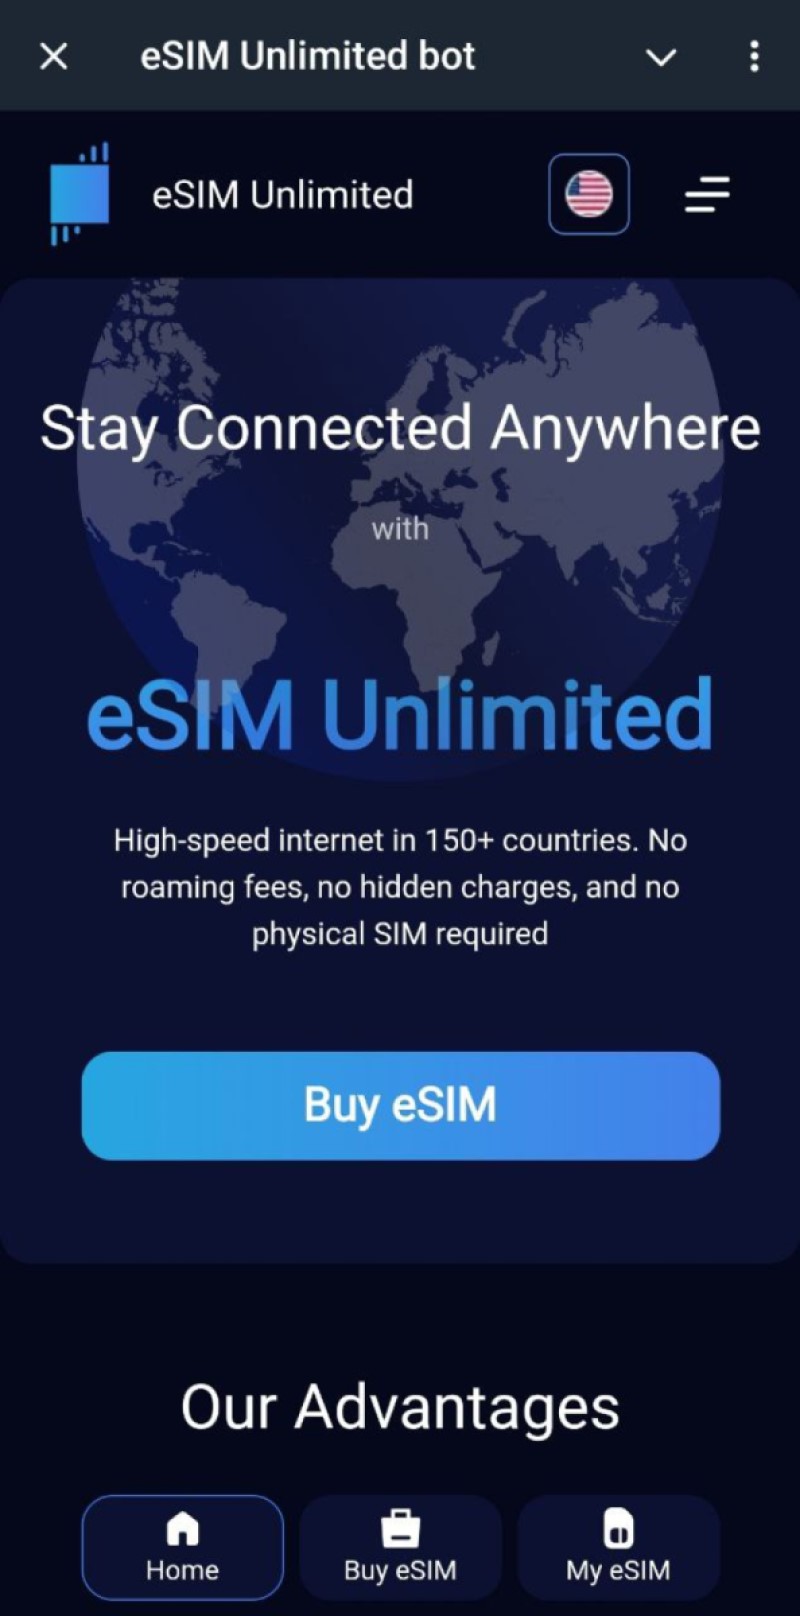 eSIM Unlimited bot
eSIM Unlimited
Stay Connected Anywhere
with
eSIM Unlimited
High-speed internet in 150+ countries. No
roaming fees, no hidden charges, and no
physical SIM required
Buy eSIM
Our Advantages
Home
Buy eSIM
My eSIM